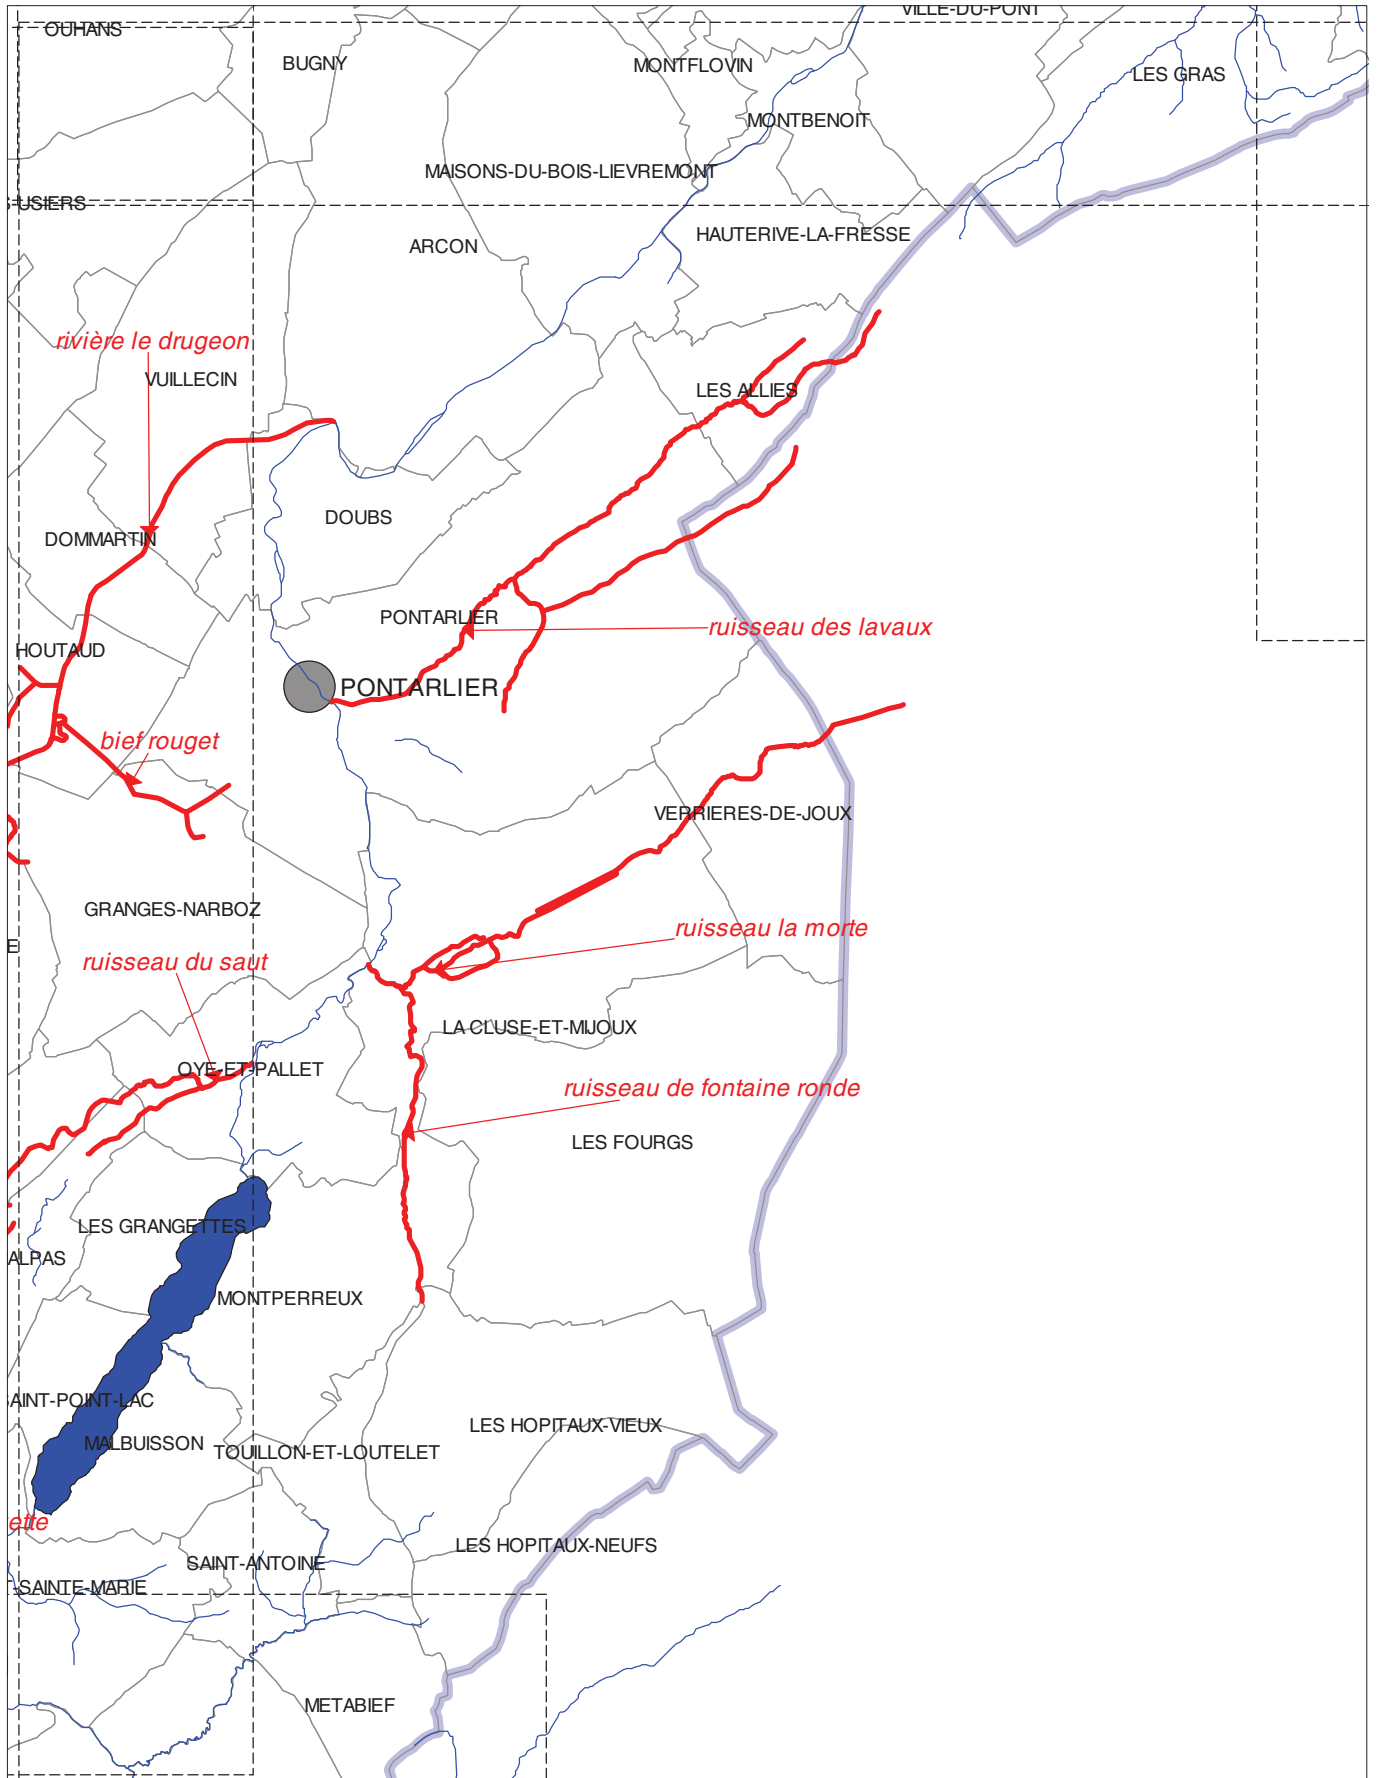 VILLE-DU-PONT
OUHANS
BUGNY
MONTFLOVIN
LES GRAS
MONTBENOIT
MAISONS-DU-BOIS-LIEVREMONT
S-USIERS
HAUTERIVE-LA-FRESSE
ARCON
rivière le drugeon
VUILLECIN
LES ALLIES
DOUBS
DOMMARTIN
PONTARLIER
ruisseau des lavaux
HOUTAUD
PONTARLIER
bief rouget
VERRIERES-DE-JOUX
GRANGES-NARBOZ
ruisseau la morte
E
ruisseau du saut
LA CLUSE-ET-MIJOUX
OYE-ET-PALLET
ruisseau de fontaine ronde
LES FOURGS
LES GRANGETTES
ALPAS
MONTPERREUX
SAINT-POINT-LAC
LES HOPITAUX-VIEUX
MALBUISSON
TOUILLON-ET-LOUTELET
ette
LES HOPITAUX-NEUFS
SAINT-ANTOINE
T-SAINTE-MARIE
METABIEF